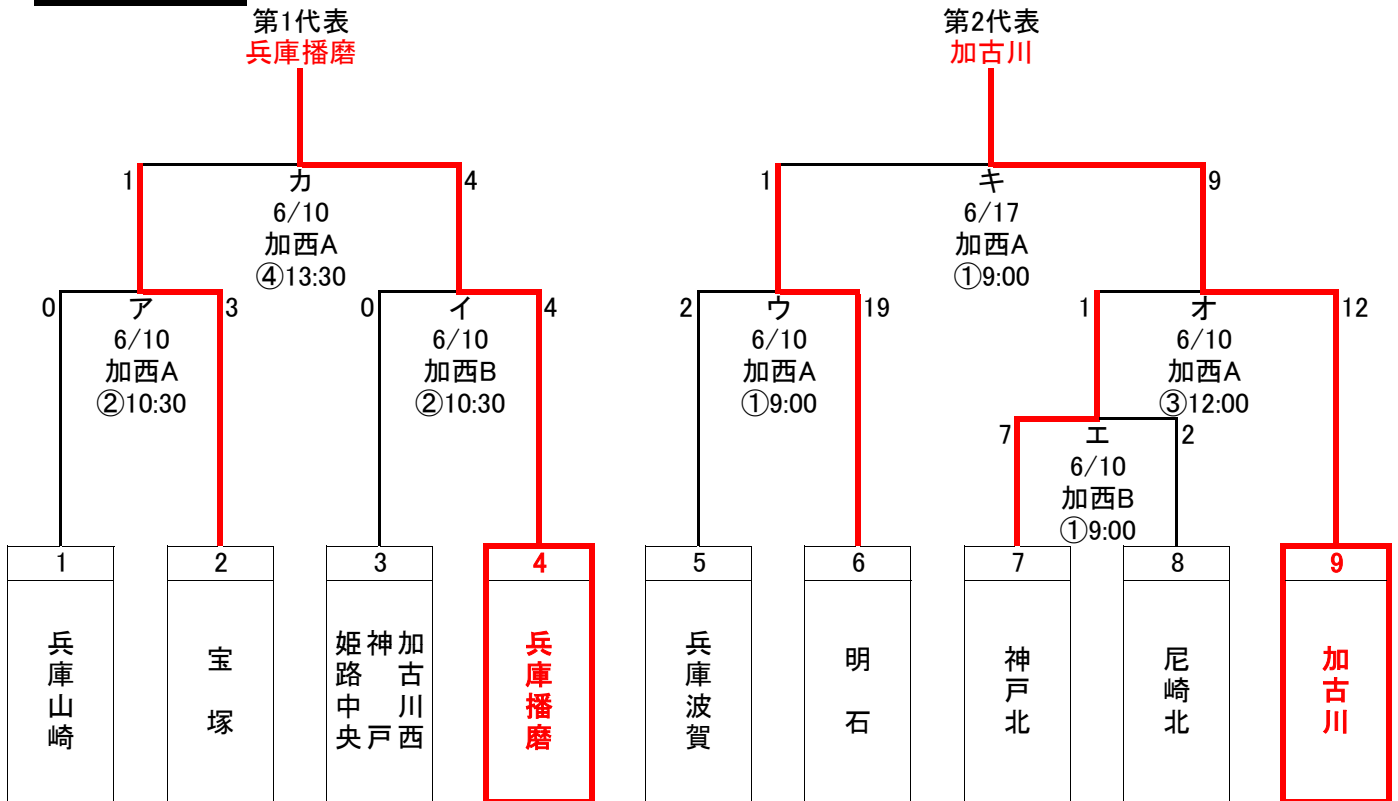 第1代表
兵庫播磨
第2代表
加古川
1
カ
4
6/10
加西A
④13:30
1
キ
9
6/17
加西A
①9:00
0
ア
3
6/10
加西A
②10:30
0
イ
4
6/10
加西B
②10:30
2
ウ
19
6/10
加西A
①9:00
1
オ
12
6/10
加西A
③12:00
7
エ
2
6/10
加西B
①9:00
1
兵庫山崎
2
宝塚
3
加古川西
神戸
姫路中央
4
兵庫播磨
5
兵庫波賀
6
明石
7
神戸北
8
尼崎北
9
加古川